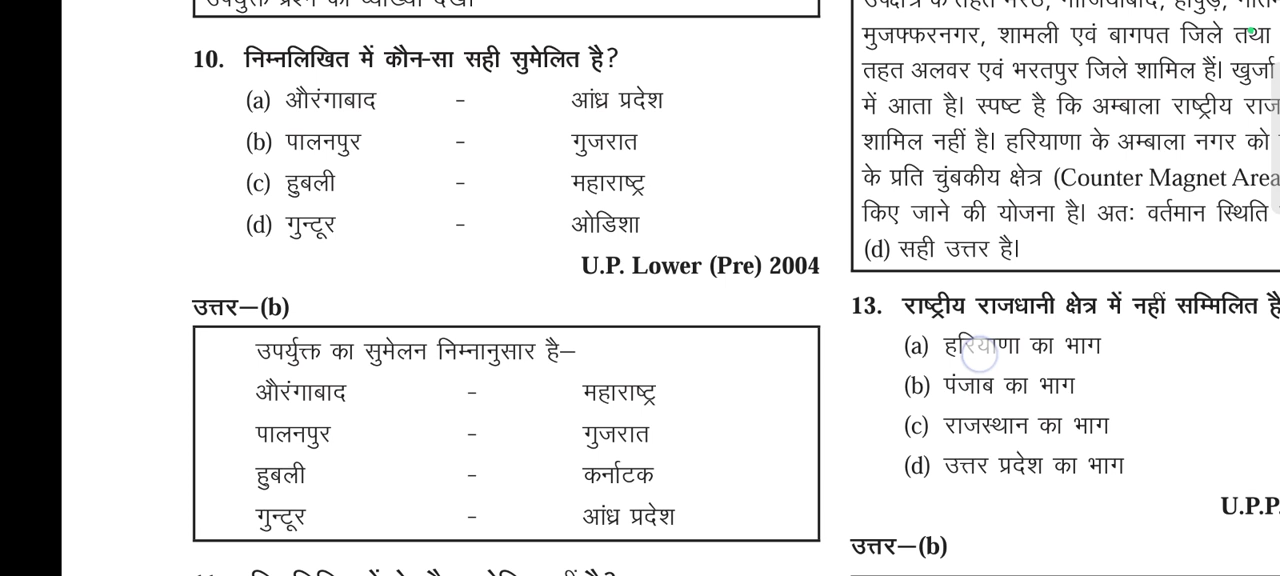 10. निम्नलिखित में कौन-सा सही सुमेलित है?
(a) औरंगाबाद - आंध्र प्रदेश
(b) पालनपुर - गुजरात
(c) हुबली - महाराष्ट्र
(d) गुन्टूर - ओडिशा
U.P. Lower (Pre) 2004
उत्तर–(b)
उपर्युक्त का सुमेलन निम्नानुसार है–
औरंगाबाद - महाराष्ट्र
पालनपुर - गुजरात
हुबली - कर्नाटक
गुन्टूर - आंध्र प्रदेश
मुजफ्फरनगर, शामली एवं बागपत जिले तथा
तहत अलवर एवं भरतपुर जिले शामिल हैं। खुर्जा
में आता है। स्पष्ट है कि अम्बाला राष्ट्रीय राज
शामिल नहीं है। हरियाणा के अम्बाला नगर को
के प्रति चुंबकीय क्षेत्र (Counter Magnet Area
किए जाने की योजना है। अतः वर्तमान स्थिति
(d) सही उत्तर है।
13. राष्ट्रीय राजधानी क्षेत्र में नहीं सम्मिलित है
(a) हरियाणा का भाग
(b) पंजाब का भाग
(c) राजस्थान का भाग
(d) उत्तर प्रदेश का भाग
U.P.P.
उत्तर–(b)